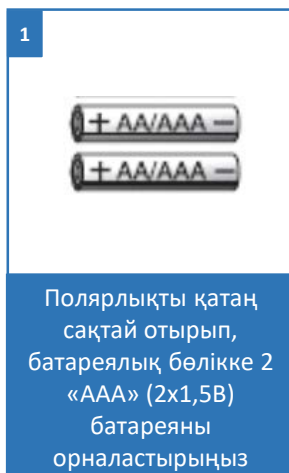 1
+ AA/AAA −
+ AA/AAA −
Полярлықты қатаң
сақтай отырып,
батареялық бөлікке 2
«ААА» (2х1,5В)
батареяны
орналастырыңыз